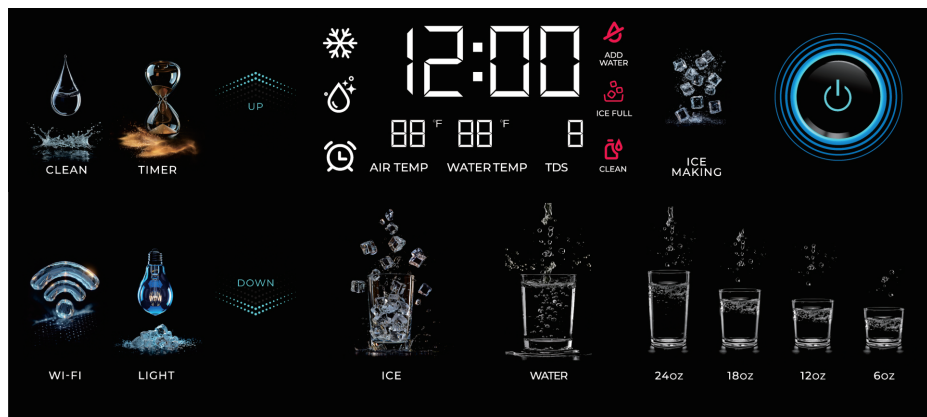 12:00
ADD
WATER
UP
ICE FULL
88 °F 88 °F 8
CLEAN TIMER
AIR TEMP WATER TEMP TDS
CLEAN
ICE
MAKING
DOWN
WI-FI LIGHT ICE WATER 24oz 18oz 12oz 6oz